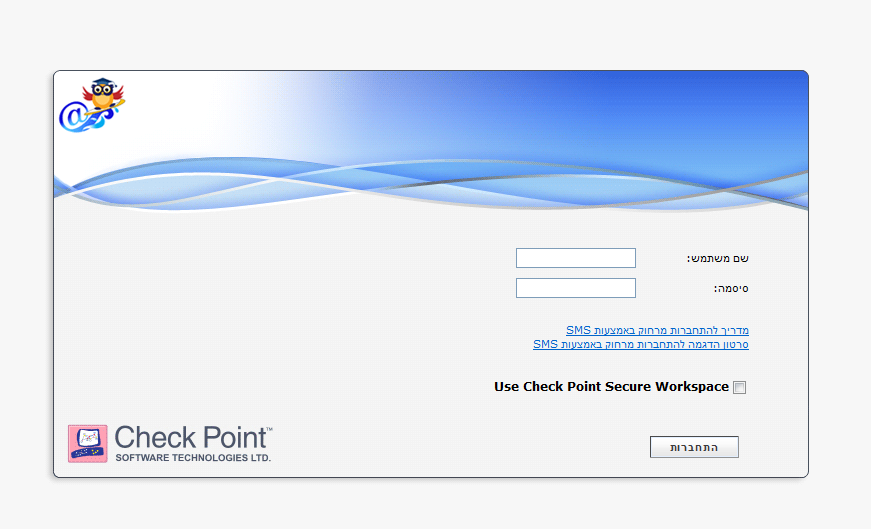 שם משתמש:
סיסמה:
מדריך להתחברות מרחוק באמצעות SMS
סרטון הדגמה להתחברות מרחוק באמצעות SMS
Use Check Point Secure Workspace
Check Point™
SOFTWARE TECHNOLOGIES LTD.
התחברות